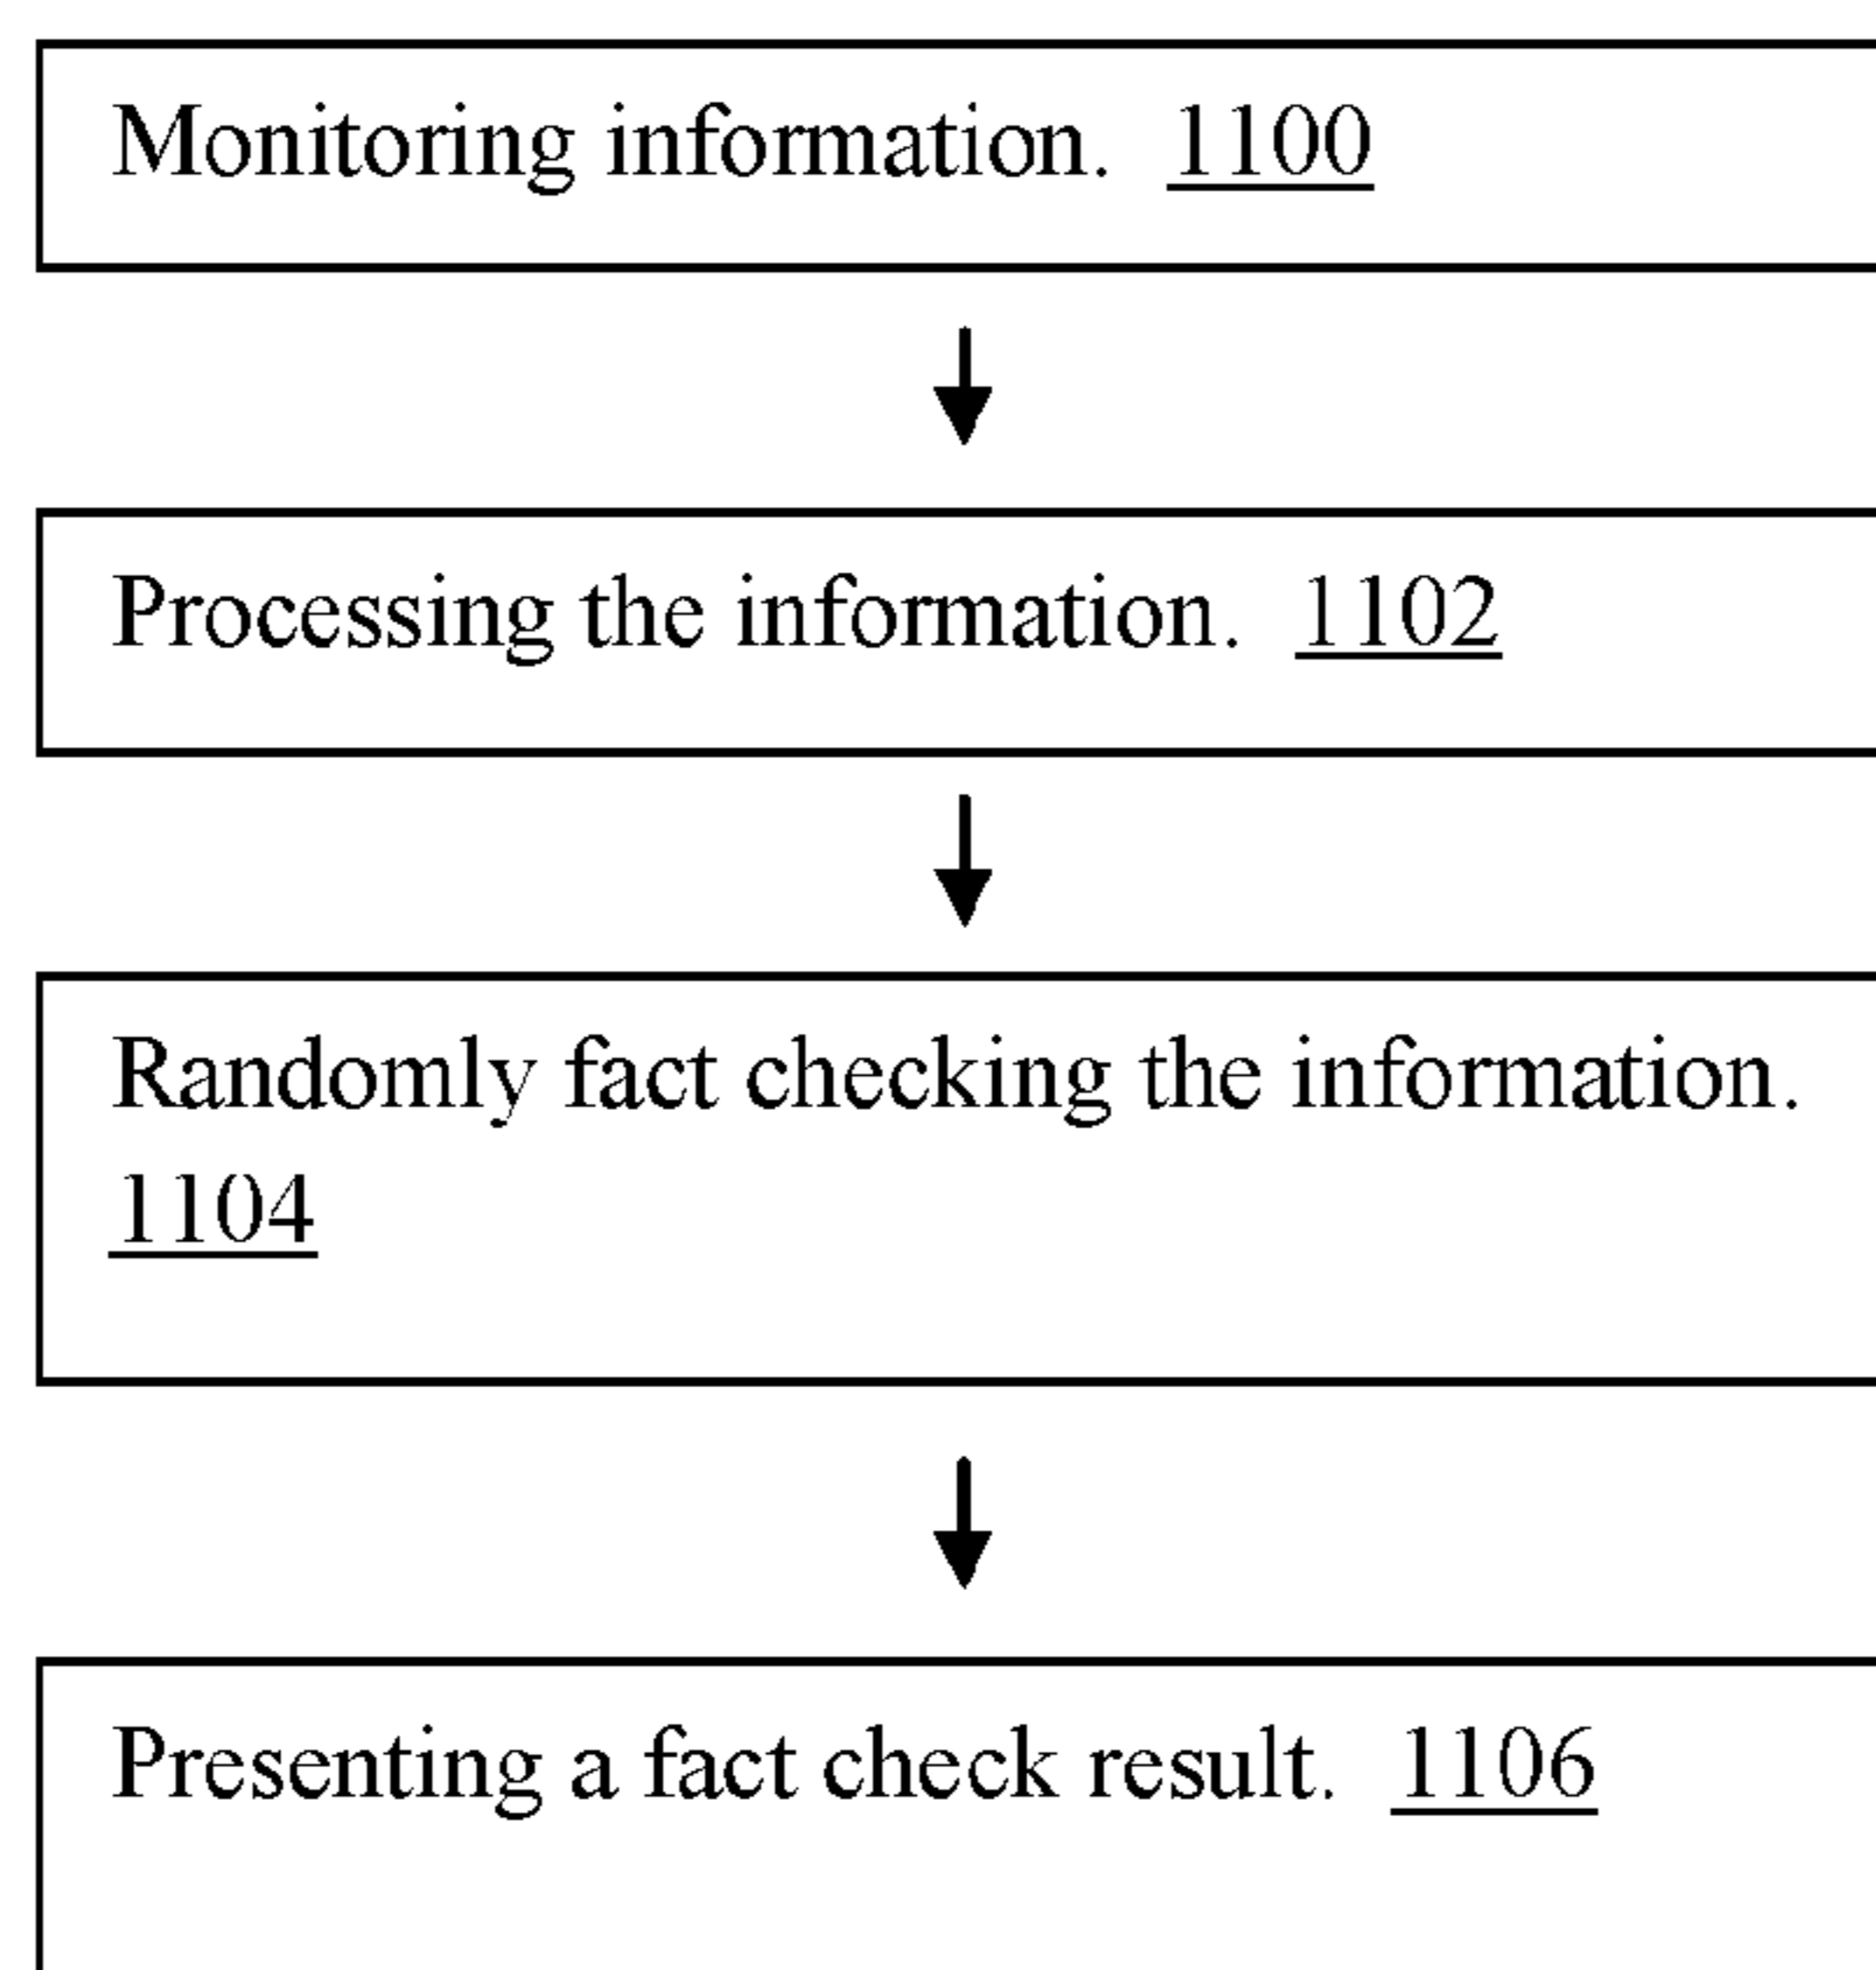 Monitoring information. 1100
Processing the information. 1102
Randomly fact checking the information.
1104
Presenting a fact check result. 1106